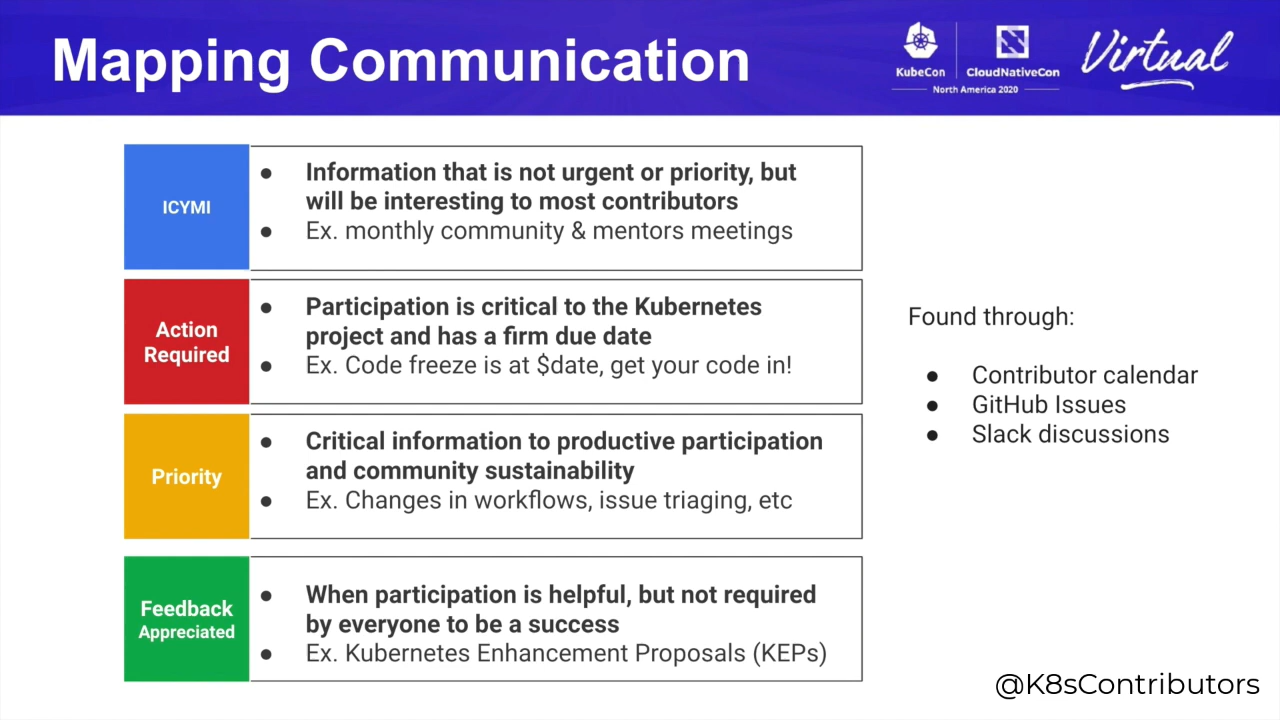 Mapping Communication
KubeCon
CloudNativeCon
North America 2020
Virtual
ICYMI
● Information that is not urgent or priority, but
will be interesting to most contributors
● Ex. monthly community & mentors meetings
Action
Required
● Participation is critical to the Kubernetes
project and has a firm due date
● Ex. Code freeze is at $date, get your code in!
Priority
● Critical information to productive participation
and community sustainability
● Ex. Changes in workflows, issue triaging, etc
Feedback
Appreciated
● When participation is helpful, but not required
by everyone to be a success
● Ex. Kubernetes Enhancement Proposals (KEPs)
Found through:
● Contributor calendar
● GitHub Issues
● Slack discussions
@K8sContributors